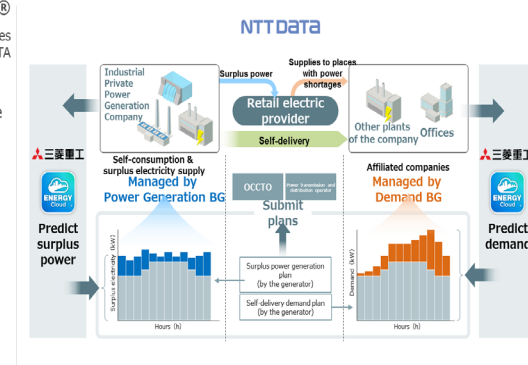 ®
es
TA
e
NTT DATA
Industrial
Private
Power
Generation
Company
Surplus power
Supplies to places
with power
shortages
Retail electric
provider
Self-delivery
Other plants
of the company
Offices
三菱重工
ENERGY
Cloud
Predict
surplus
power
Self-consumption &
surplus electricity supply
Managed by
Power Generation BG
OCCTO
Power transmission and
distribution operator
Submit
plans
Affiliated companies
Managed by
Demand BG
三菱重工
ENERGY
Cloud
Predict
demand
Surplus electricity (kW)
Hours (h)
Surplus power generation
plan
(by the generator)
Self-delivery demand plan
(by the generator)
Demand (kW)
Hours (h)